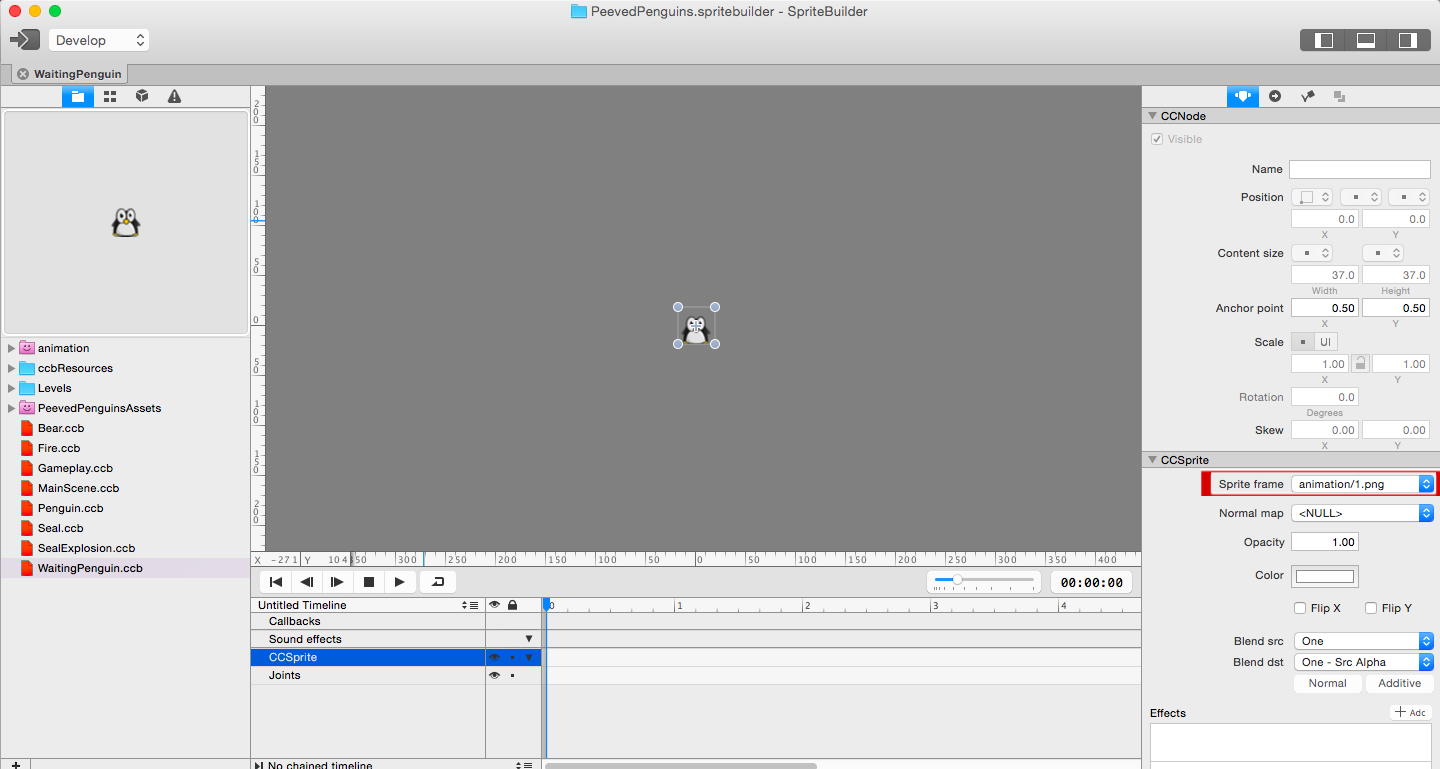 PeevedPenguins.spritebuilder - SpriteBuilder
Develop
WaitingPenguin
animation
ccbResources
Levels
PeevedPenguinsAssets
Bear.ccb
Fire.ccb
Gameplay.ccb
MainScene.ccb
Penguin.ccb
Seal.ccb
SealExplosion.ccb
WaitingPenguin.ccb
200
150
100
50
0
50
100
150
200
X -271 Y 104 350 300 250 200 150 100 50 0 50 100 150 200 250 300 350 400
00:00:00
Untitled Timeline
0 1 2 3 4
Callbacks
Sound effects
CCSprite
Joints
No chained timeline
CCNode
Visible
Name
Position
0.0 0.0
X Y
Content size
37.0 37.0
Width Height
Anchor point 0.50 0.50
X Y
Scale UI
1.00 1.00
X Y
Rotation 0.0
Degrees
Skew 0.00 0.00
X Y
CCSprite
Sprite frame animation/1.png
Normal map <NULL>
Opacity 1.00
Color
Flip X Flip Y
Blend src One
Blend dst One - Src Alpha
Normal Additive
Effects + Adc